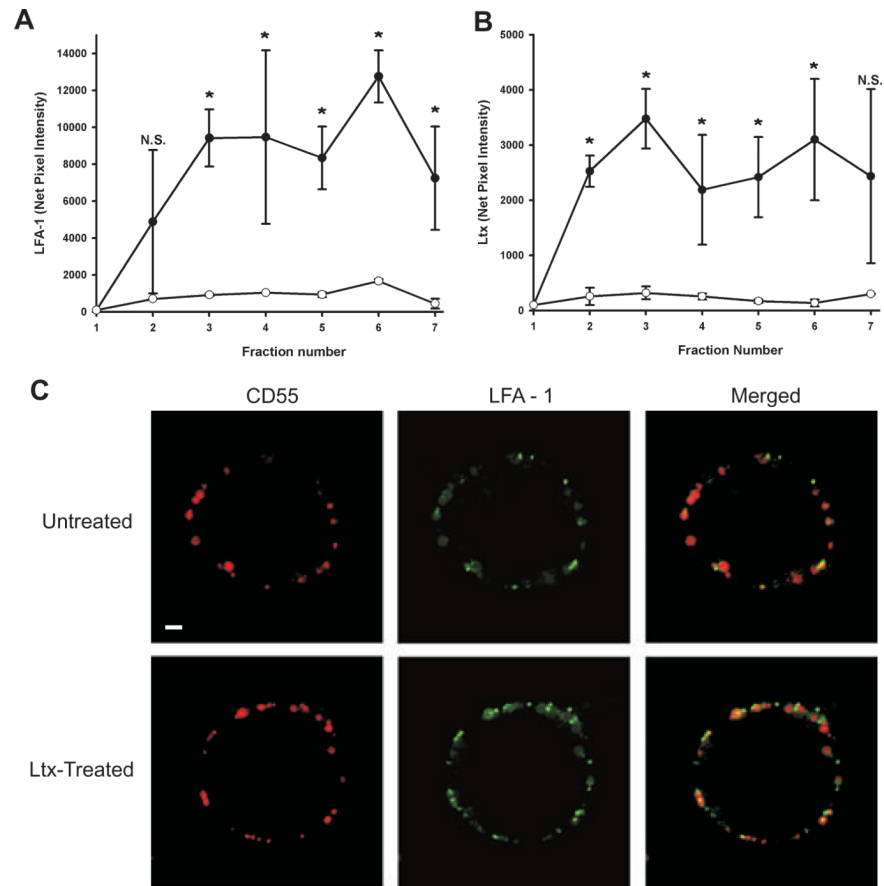 A
LFA-1 (Net Pixel Intensity)
14000
12000
10000
8000
6000
4000
2000
0
N.S.
*
*
*
*
*
1 2 3 4 5 6 7
Fraction number
B
Ltx (Net Pixel Intensity)
5000
4000
3000
2000
1000
0
*
*
*
*
*
N.S.
1 2 3 4 5 6 7
Fraction Number
C
CD55 LFA - 1 Merged
Untreated
Ltx-Treated